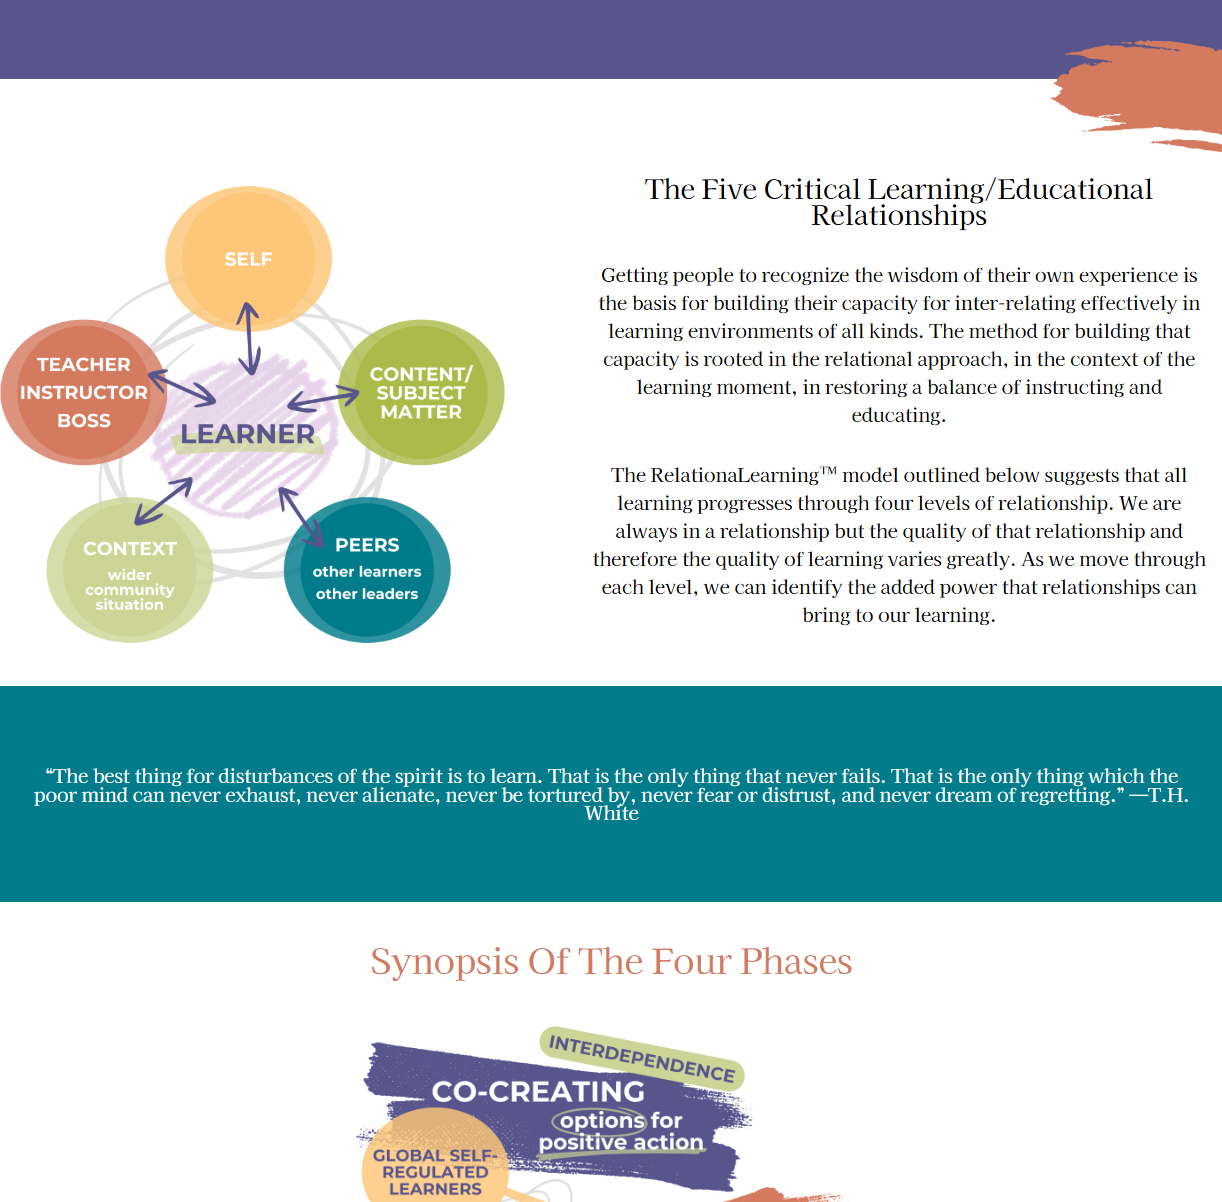 SELF
TEACHER
INSTRUCTOR
BOSS
CONTENT/
SUBJECT
MATTER
LEARNER
CONTEXT
wider
community
situation
PEERS
other learners
other leaders
The Five Critical Learning/Educational
Relationships
Getting people to recognize the wisdom of their own experience is
the basis for building their capacity for inter-relating effectively in
learning environments of all kinds. The method for building that
capacity is rooted in the relational approach, in the context of the
learning moment, in restoring a balance of instructing and
educating.
The RelationaLearning™ model outlined below suggests that all
learning progresses through four levels of relationship. We are
always in a relationship but the quality of that relationship and
therefore the quality of learning varies greatly. As we move through
each level, we can identify the added power that relationships can
bring to our learning.
“The best thing for disturbances of the spirit is to learn. That is the only thing that never fails. That is the only thing which the
poor mind can never exhaust, never alienate, never be tortured by, never fear or distrust, and never dream of regretting.” —T.H.
White
Synopsis Of The Four Phases
INTERDEPENDENCE
CO-CREATING
options for
positive action
GLOBAL SELF-
REGULATED
LEARNERS